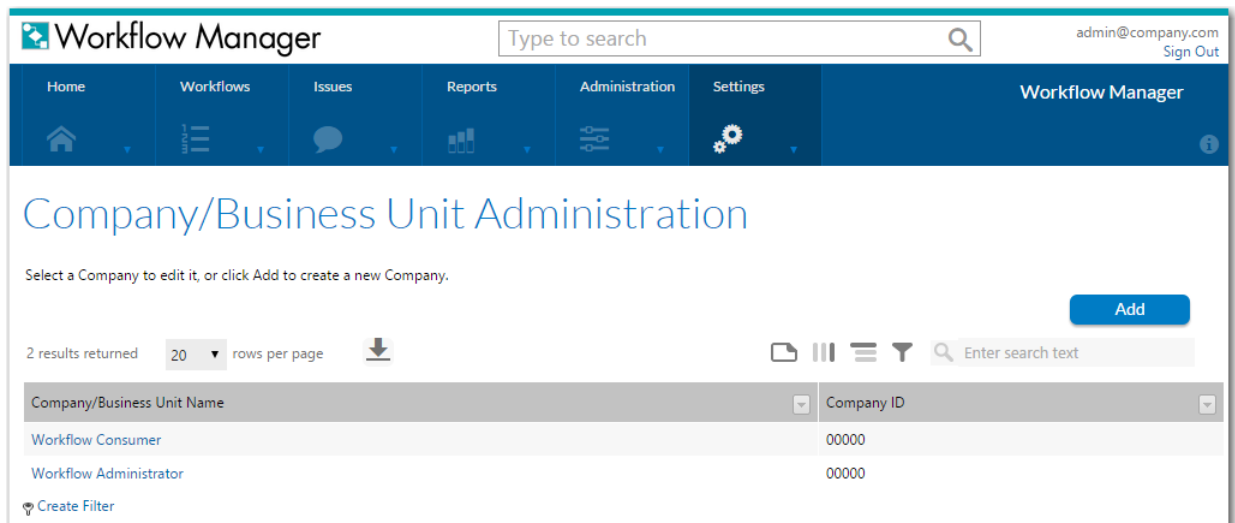 Workflow Manager
Type to search
admin@company.com
Sign Out
Home
Workflows
Issues
Reports
Administration
Settings
Workflow Manager
Company/Business Unit Administration
Select a Company to edit it, or click Add to create a new Company.
Add
2 results returned 20 rows per page
Enter search text
Company/Business Unit Name Company ID
Workflow Consumer 00000
Workflow Administrator 00000
Create Filter